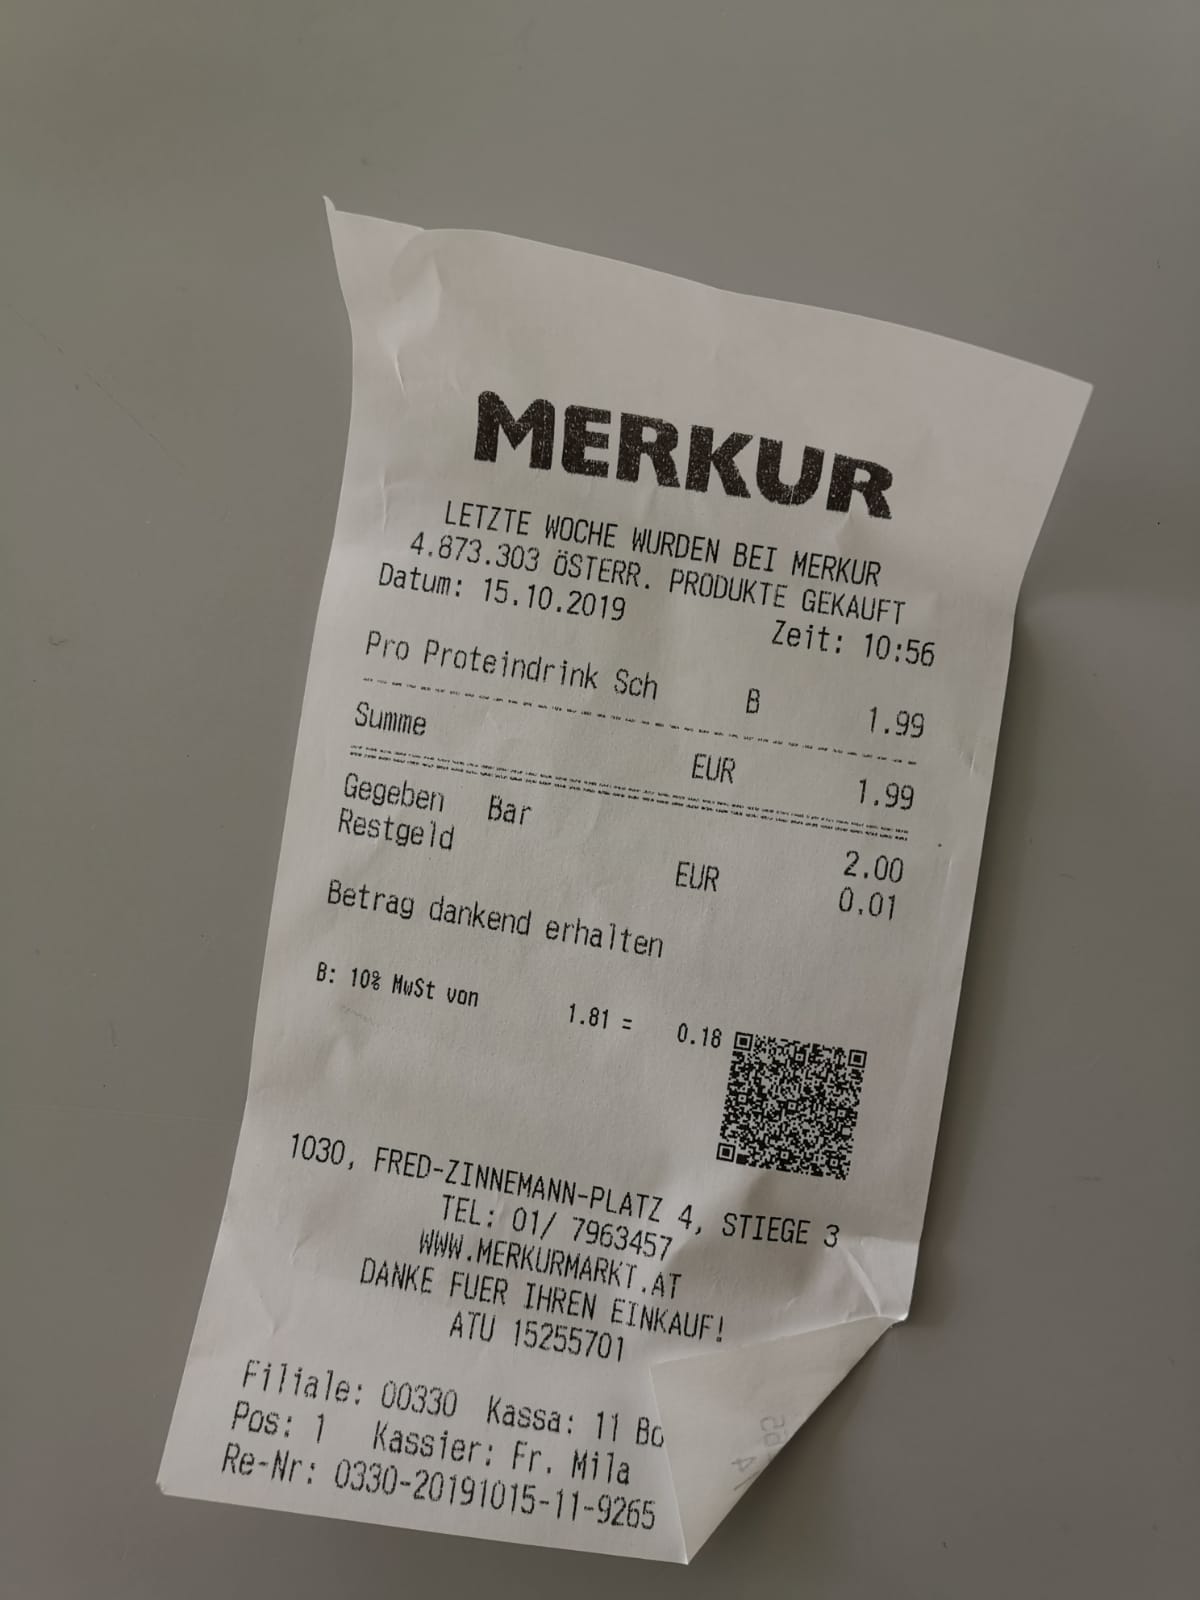 MERKUR
LETZTE WOCHE WURDEN BEI MERKUR
4.873.303 ÖSTERR. PRODUKTE GEKAUFT
Datum: 15.10.2019 Zeit: 10:56
Pro Proteindrink Sch B 1.99
Summe EUR 1.99
Gegeben Bar 2.00
Restgeld EUR 0.01
Betrag dankend erhalten
B: 10% MwSt von 1.81 = 0.18
1030, FRED-ZINNEMANN-PLATZ 4, STIEGE 3
TEL: 01/ 7963457
WWW.MERKURMARKT.AT
DANKE FUER IHREN EINKAUF!
ATU 15255701
Filiale: 00330 Kassa: 11 Bo
Pos: 1 Kassier: Fr. Mila
Re-Nr: 0330-20191015-11-9265